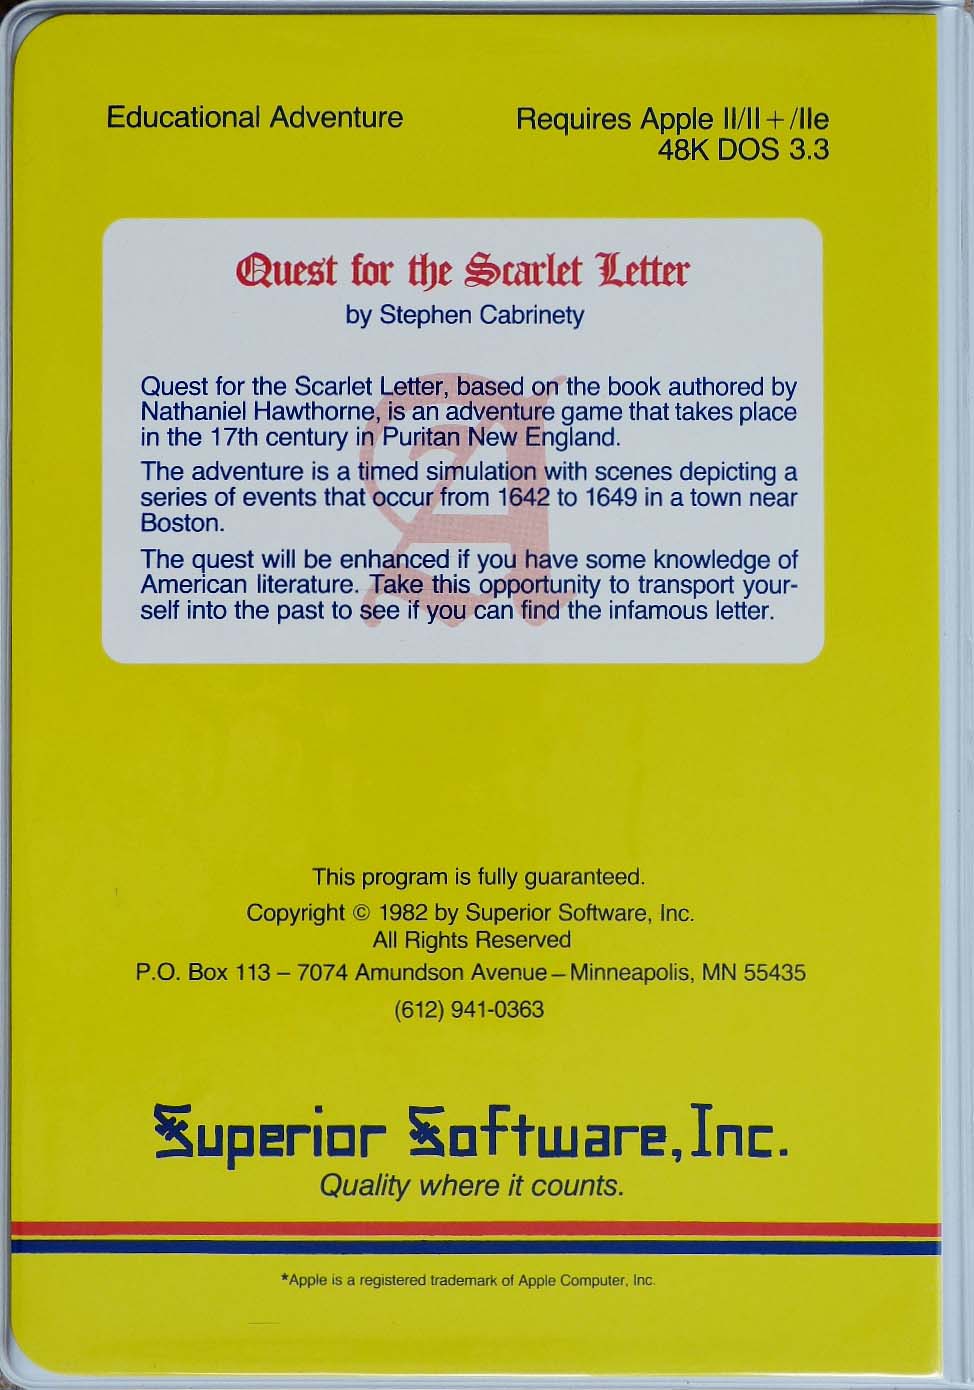 Educational Adventure
Requires Apple II/II+/IIe
48K DOS 3.3
Quest for the Scarlet Letter
by Stephen Cabrinety
Quest for the Scarlet Letter, based on the book authored by
Nathaniel Hawthorne, is an adventure game that takes place
in the 17th century in Puritan New England.
The adventure is a timed simulation with scenes depicting a
series of events that occur from 1642 to 1649 in a town near
Boston.
The quest will be enhanced if you have some knowledge of
American literature. Take this opportunity to transport your-
self into the past to see if you can find the infamous letter.
A
This program is fully guaranteed.
Copyright © 1982 by Superior Software, Inc.
All Rights Reserved
P.O. Box 113 – 7074 Amundson Avenue – Minneapolis, MN 55435
(612) 941-0363
Superior Software, Inc.
Quality where it counts.
*Apple is a registered trademark of Apple Computer, Inc.